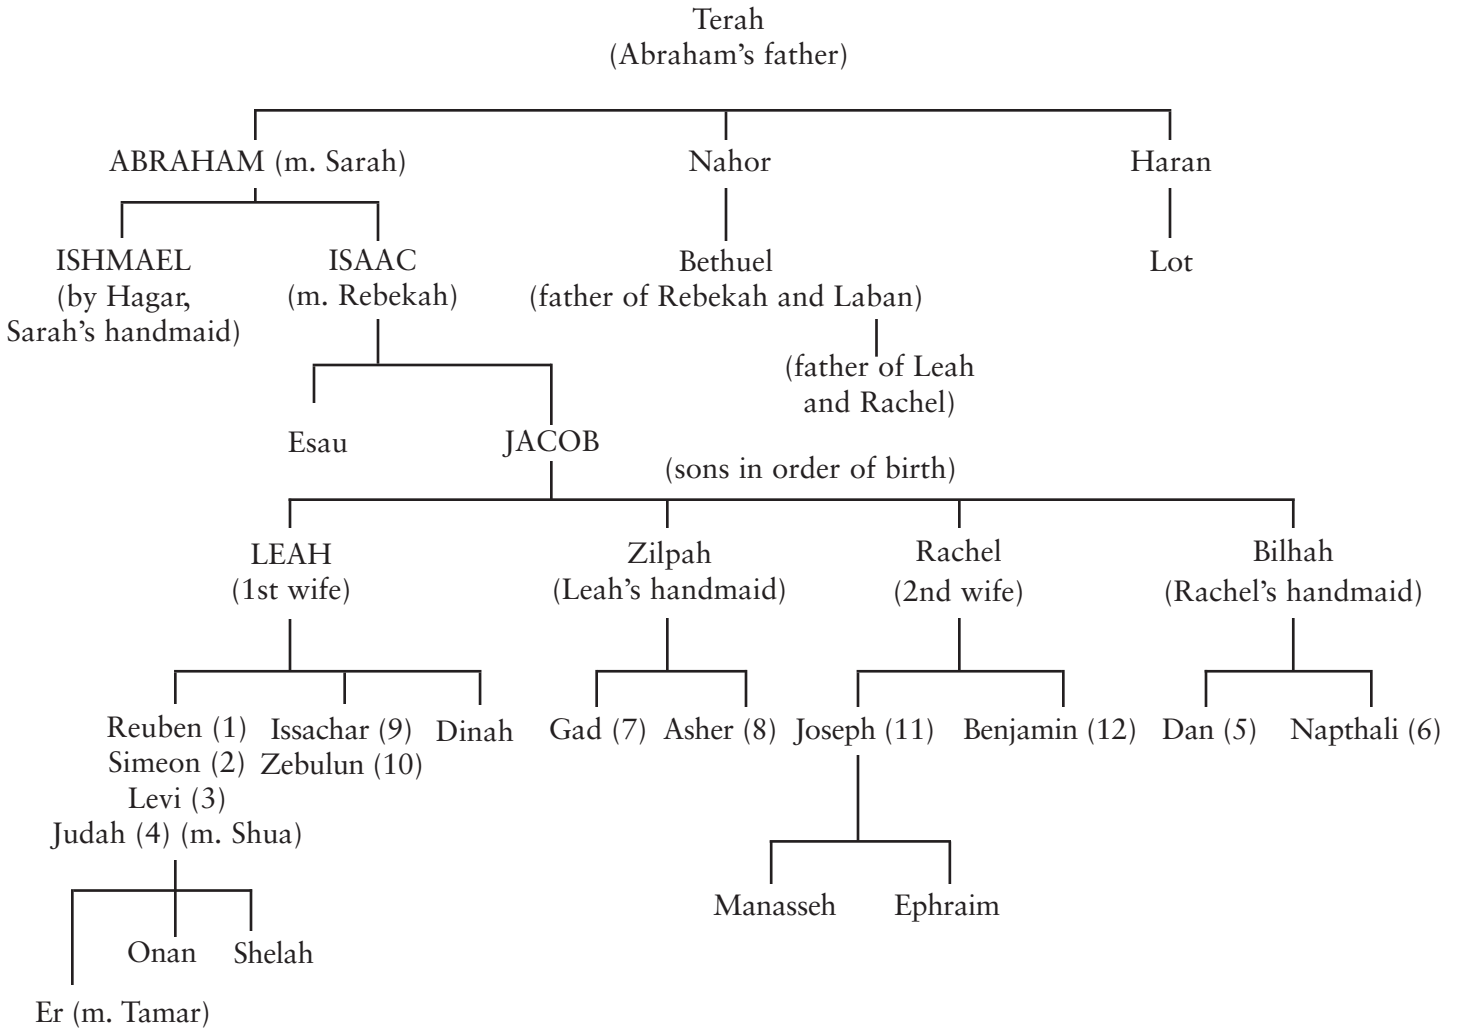 Terah
(Abraham’s father)
ABRAHAM (m. Sarah)
Nahor
Haran
ISHMAEL
(by Hagar,
Sarah’s handmaid)
ISAAC
(m. Rebekah)
Bethuel
(father of Rebekah and Laban)
Lot
(father of Leah
and Rachel)
Esau
JACOB
(sons in order of birth)
LEAH
(1st wife)
Zilpah
(Leah’s handmaid)
Rachel
(2nd wife)
Bilhah
(Rachel’s handmaid)
Reuben (1)
Simeon (2)
Levi (3)
Judah (4) (m. Shua)
Issachar (9)
Zebulun (10)
Dinah
Gad (7)
Asher (8)
Joseph (11)
Benjamin (12)
Dan (5)
Napthali (6)
Manasseh
Ephraim
Onan
Shelah
Er (m. Tamar)